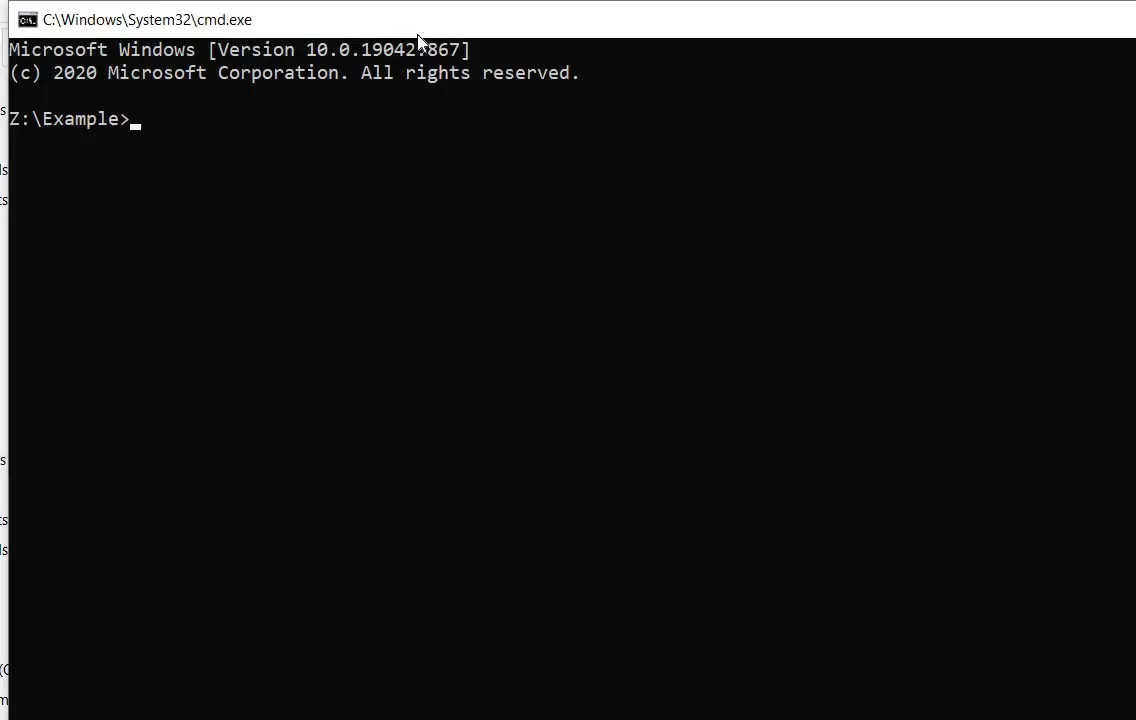 C:\Windows\System32\cmd.exe
Microsoft Windows [Version 10.0.19042.867]
(c) 2020 Microsoft Corporation. All rights reserved.
Z:\Example>